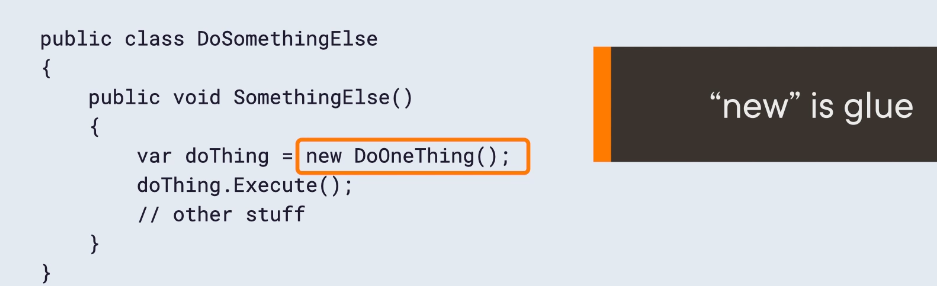 public class DoSomethingElse
{
    public void SomethingElse()
    {
        var doThing = new DoOneThing();
        doThing.Execute();
        // other stuff
    }
}
“new” is glue